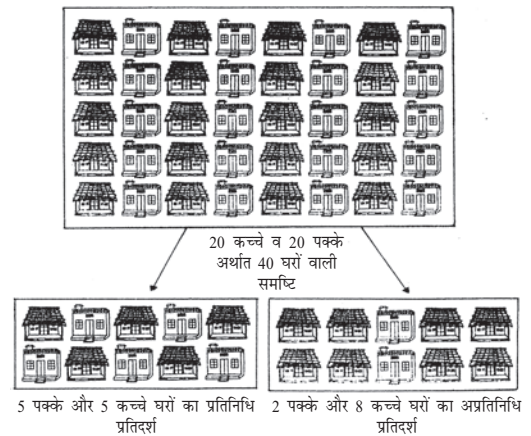 20 कच्चे व 20 पक्के
अर्थात 40 घरों वाली
समष्टि
5 पक्के और 5 कच्चे घरों का प्रतिनिधि
प्रतिदर्श
2 पक्के और 8 कच्चे घरों का अप्रतिनिधि
प्रतिदर्श